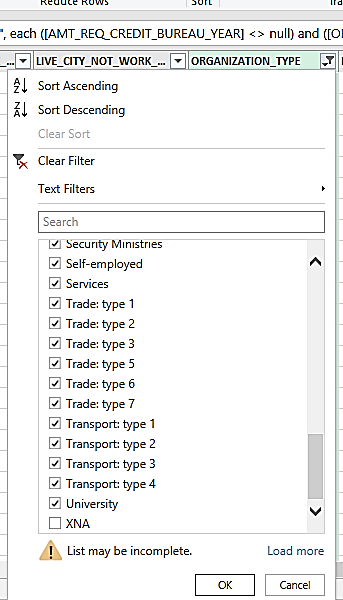 Reduce Rows
Sort
", each ([AMT_REQ_CREDIT_BUREAU_YEAR] <> null) and ([O
LIVE_CITY_NOT_WORK_... ORGANIZATION_TYPE
Sort Ascending
Sort Descending
Clear Sort
Clear Filter
Text Filters
Search
Security Ministries
Self-employed
Services
Trade: type 1
Trade: type 2
Trade: type 3
Trade: type 5
Trade: type 6
Trade: type 7
Transport: type 1
Transport: type 2
Transport: type 3
Transport: type 4
University
XNA
List may be incomplete. Load more
OK Cancel